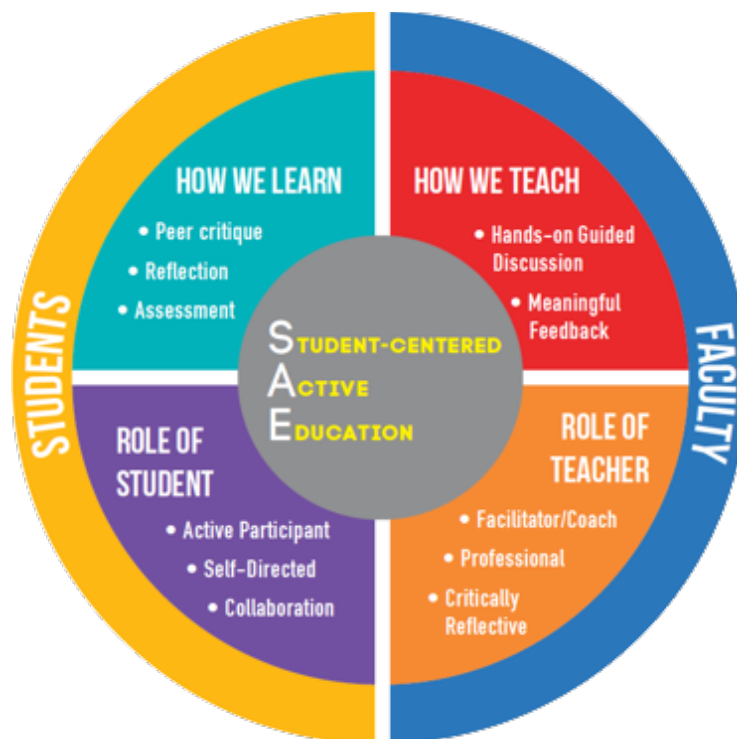 STUDENTS
HOW WE LEARN
• Peer critique
• Reflection
• Assessment
HOW WE TEACH
• Hands-on Guided
Discussion
• Meaningful
Feedback
FACULTY
STUDENT-CENTERED
ACTIVE
EDUCATION
ROLE OF
STUDENT
• Active Participant
• Self-Directed
• Collaboration
ROLE OF
TEACHER
• Facilitator/Coach
• Professional
• Critically
Reflective